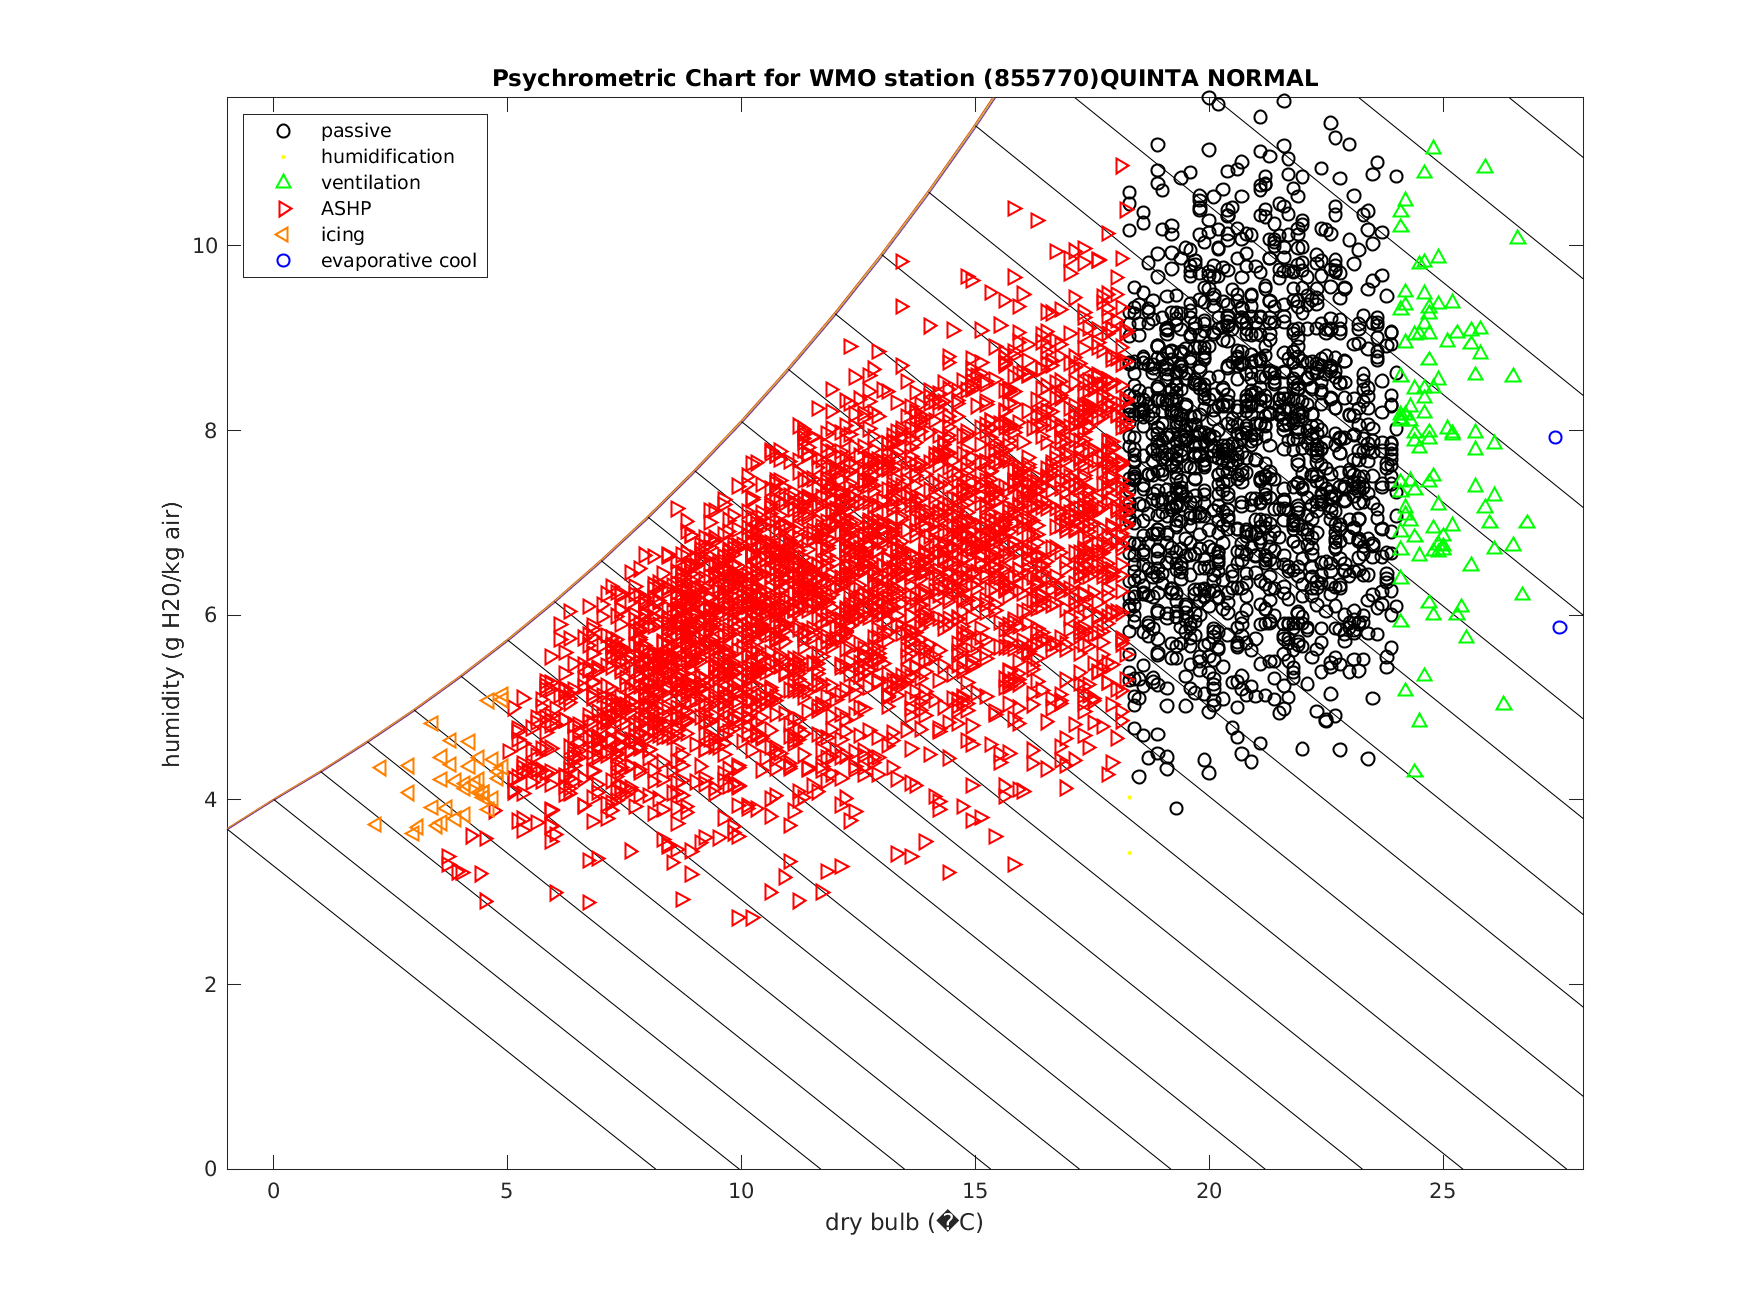 Psychrometric Chart for WMO station (855770)QUINTA NORMAL
passive
humidification
ventilation
ASHP
icing
evaporative cool
humidity (g H20/kg air)
10
8
6
4
2
0
0 5 10 15 20 25
dry bulb (�C)